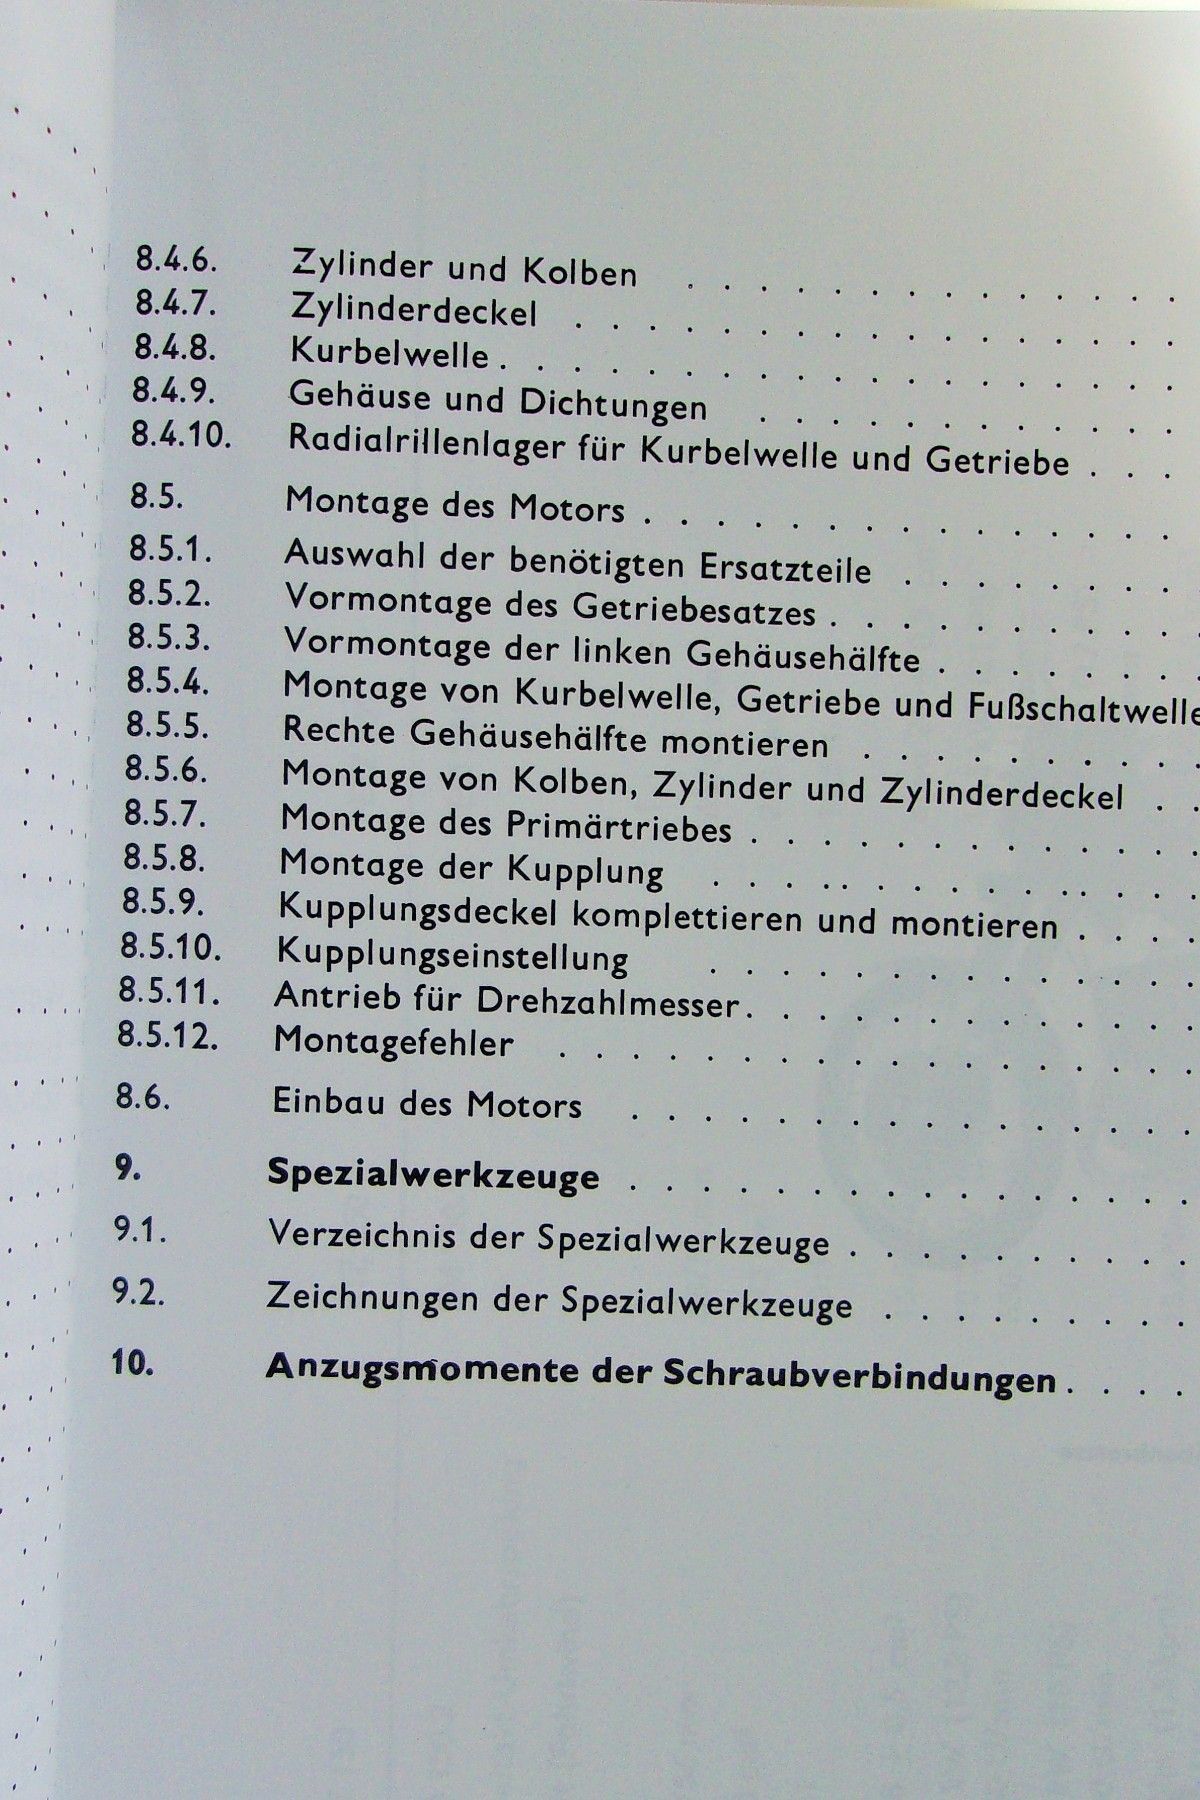 8.4.6. Zylinder und Kolben . . . . . . . . . . . . . .
8.4.7. Zylinderdeckel . . . . . . . . . . . . . . . . .
8.4.8. Kurbelwelle . . . . . . . . . . . . . . . . . . .
8.4.9. Gehäuse und Dichtungen . . . . . . . . . . . .
8.4.10. Radialrillenlager für Kurbelwelle und Getriebe . . .
8.5. Montage des Motors . . . . . . . . . . . . . . .
8.5.1. Auswahl der benötigten Ersatzteile . . . . . . . .
8.5.2. Vormontage des Getriebesatzes . . . . . . . . . . .
8.5.3. Vormontage der linken Gehäusehälfte . . . . . . . .
8.5.4. Montage von Kurbelwelle, Getriebe und Fußschaltwelle
8.5.5. Rechte Gehäusehälfte montieren . . . . . . . . . .
8.5.6. Montage von Kolben, Zylinder und Zylinderdeckel . .
8.5.7. Montage des Primärtriebes . . . . . . . . . . . . .
8.5.8. Montage der Kupplung . . . . . . . . . . . . . .
8.5.9. Kupplungsdeckel komplettieren und montieren . . . .
8.5.10. Kupplungseinstellung . . . . . . . . . . . . . .
8.5.11. Antrieb für Drehzahlmesser . . . . . . . . . . . . .
8.5.12. Montagefehler . . . . . . . . . . . . . . . . . .
8.6. Einbau des Motors . . . . . . . . . . . . . . . .
9. Spezialwerkzeuge . . . . . . . . . . . . . . . .
9.1. Verzeichnis der Spezialwerkzeuge . . . . . . . . . .
9.2. Zeichnungen der Spezialwerkzeuge . . . . . . . . .
10. Anzugsmomente der Schraubverbindungen . . . .